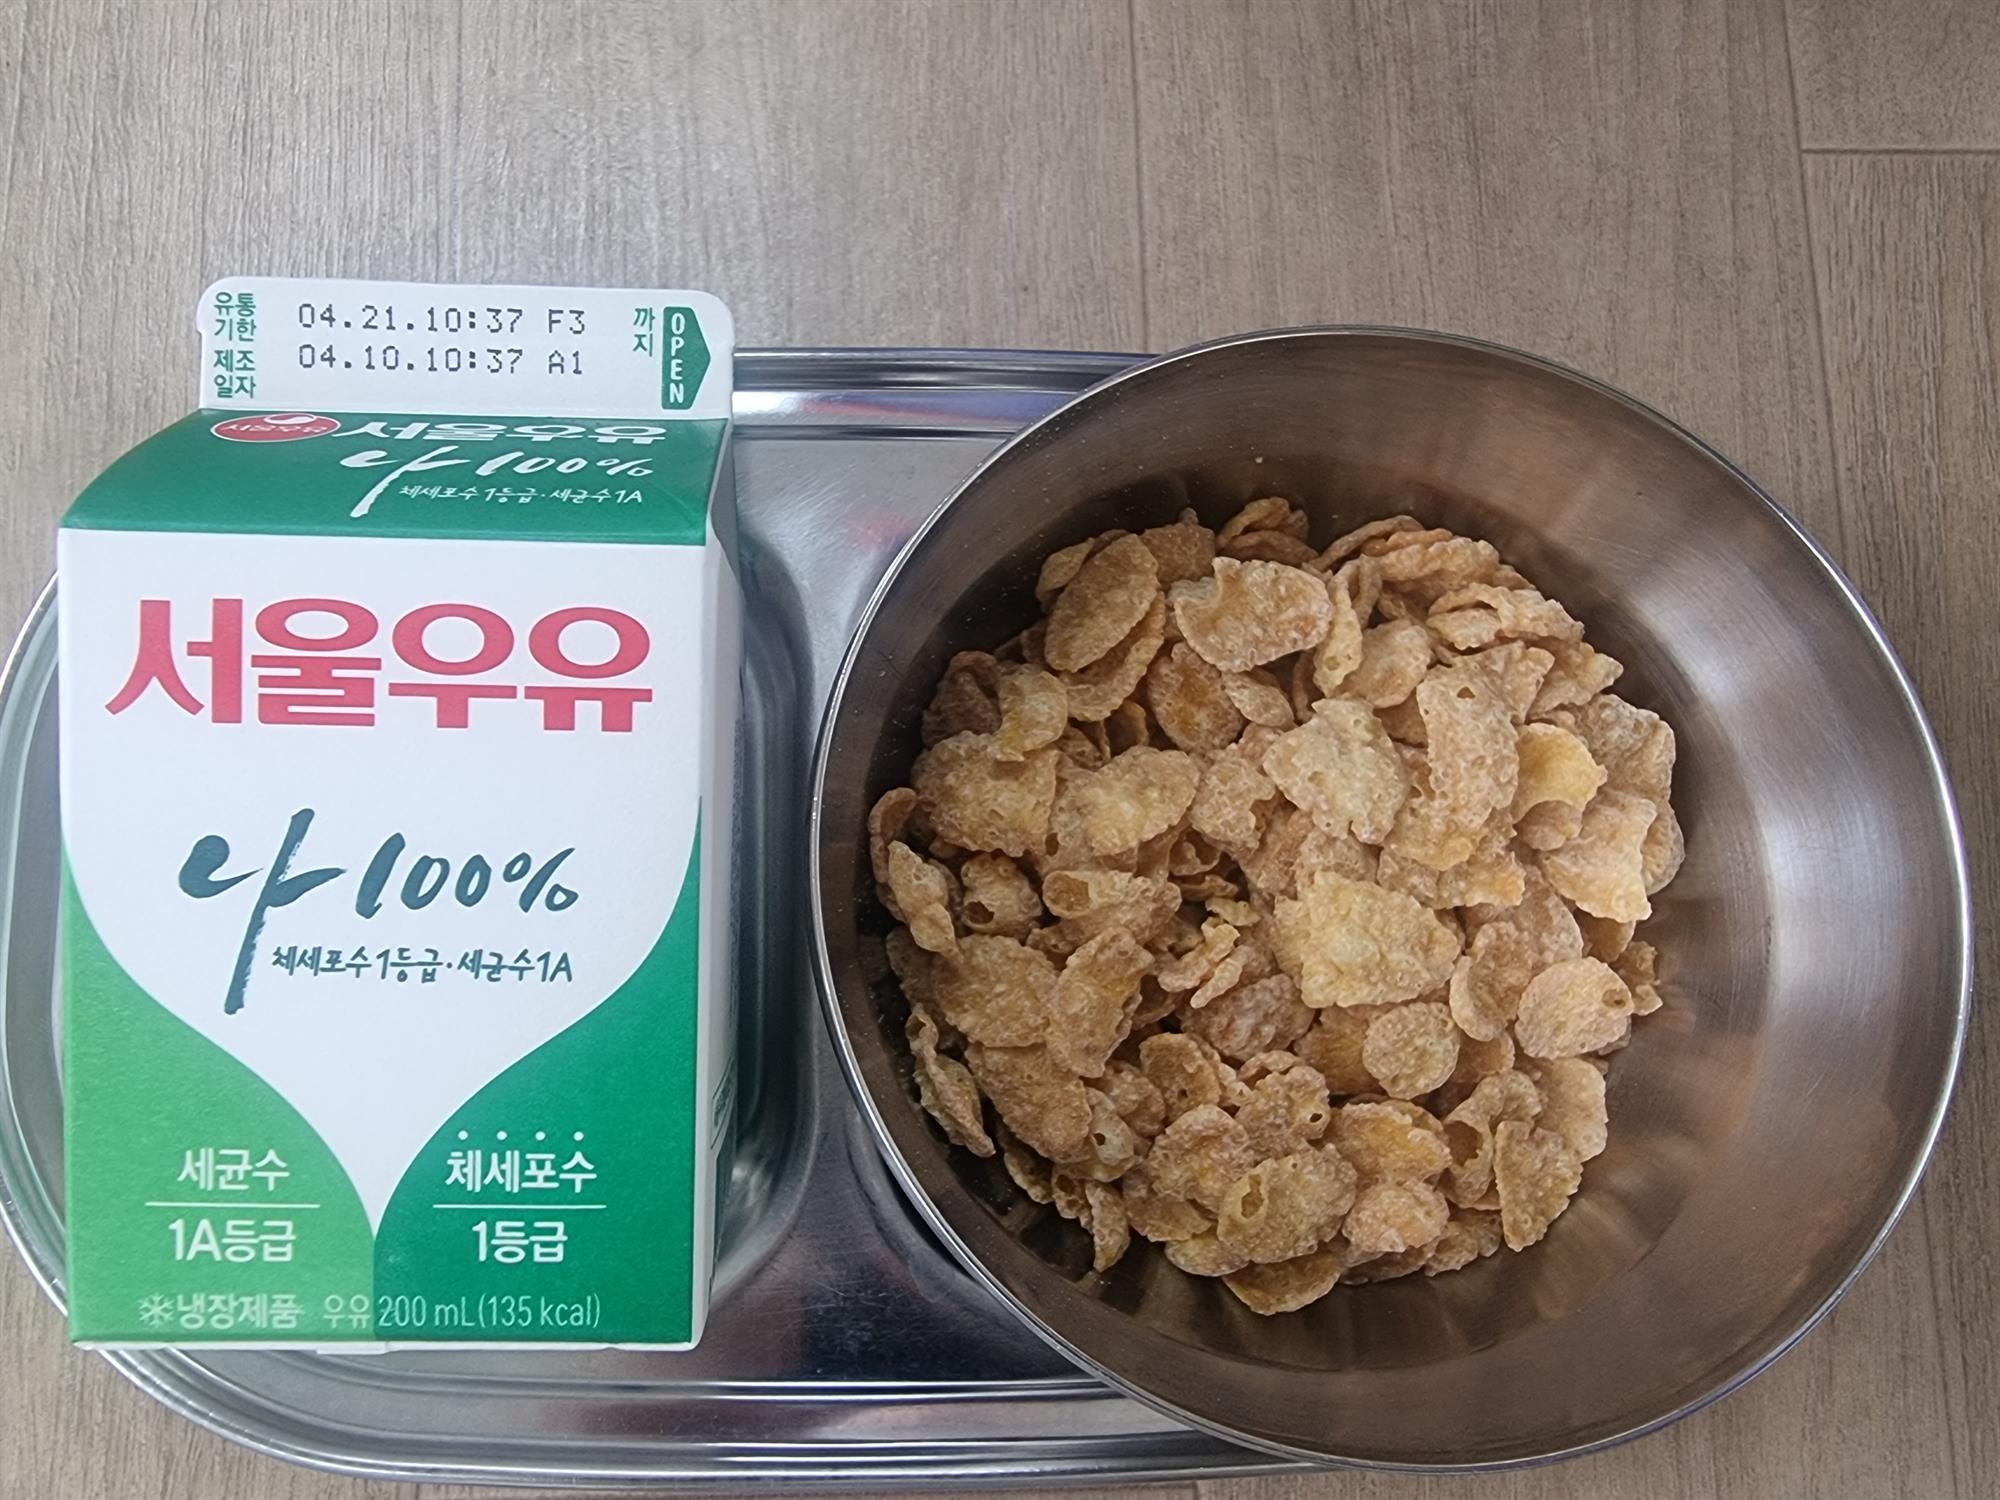 유통기한 04.21.10:37 F3 까지
제조일자 04.10.10:37 A1
OPEN
서울우유 서울우유
나100%
체세포수1등급·세균수1A
서울우유
나100%
체세포수1등급·세균수1A
세균수 체세포수
1A등급 1등급
냉장제품 우유 200 mL(135 kcal)